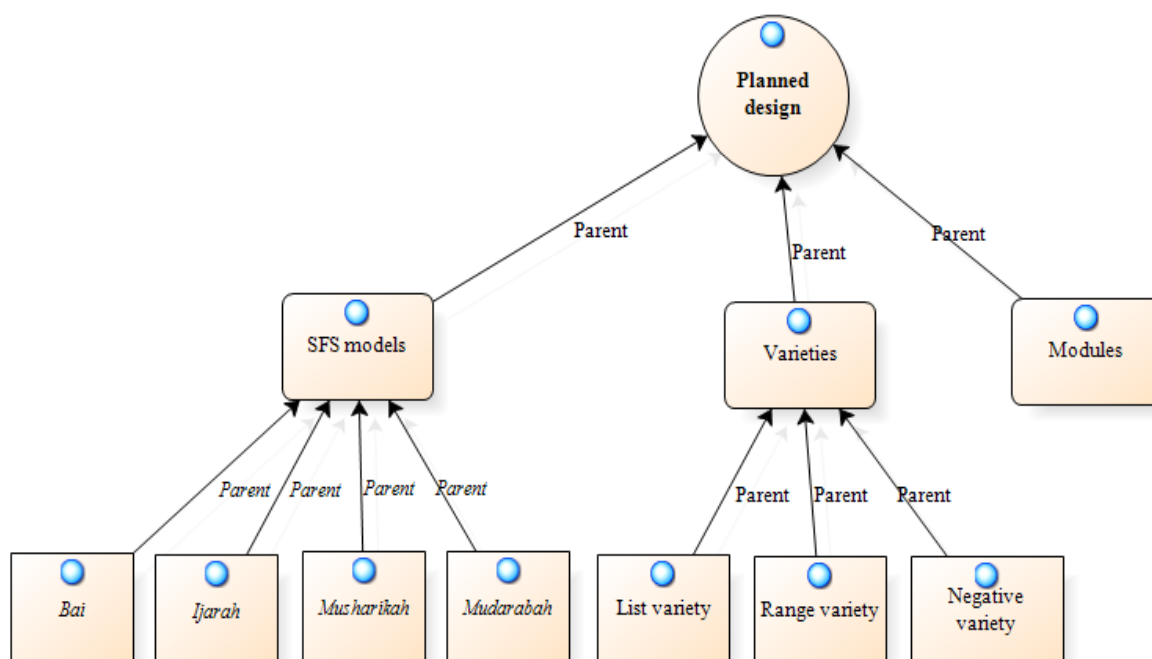 Planned
design
Parent
Parent
Parent
SFS models
Varieties
Modules
Parent
Parent
Parent
Parent
Parent
Parent
Parent
Bai
Ijarah
Musharikah
Mudarabah
List variety
Range variety
Negative
variety